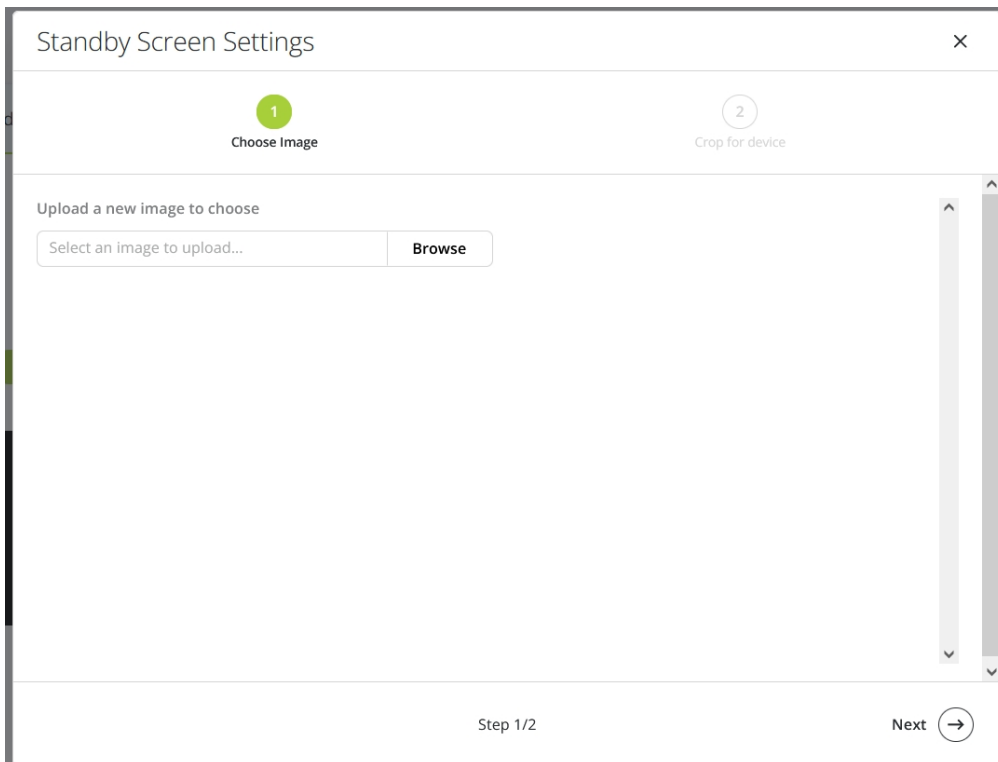 Standby Screen Settings
1
2
Choose Image
Crop for device
Upload a new image to choose
Select an image to upload...
Browse
Step 1/2
Next